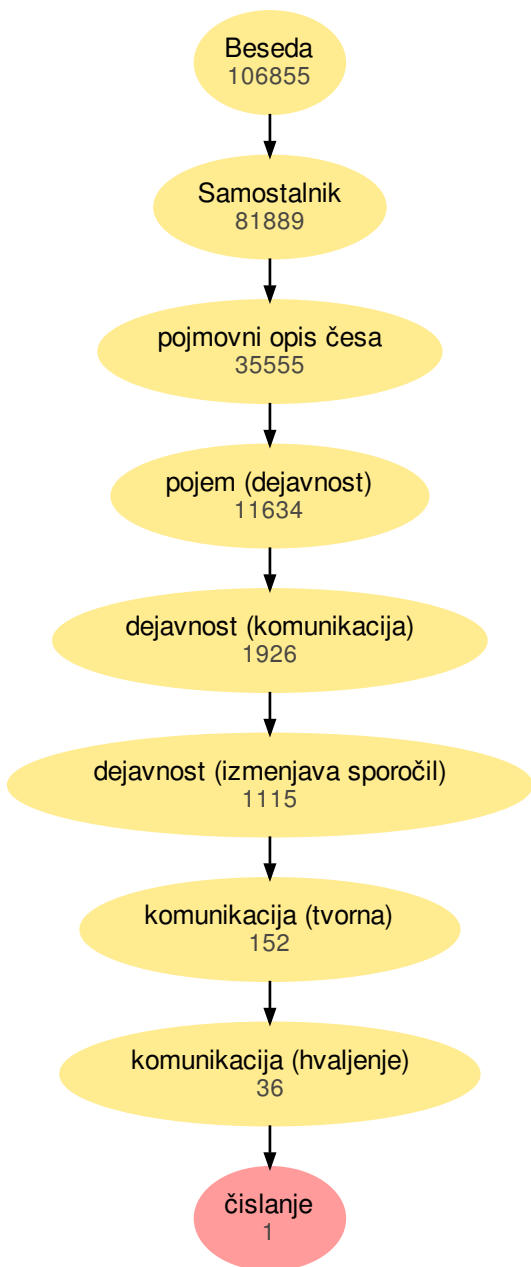 Beseda
106855
Samostalnik
81889
pojmovni opis česa
35555
pojem (dejavnost)
11634
dejavnost (komunikacija)
1926
dejavnost (izmenjava sporočil)
1115
komunikacija (tvorna)
152
komunikacija (hvaljenje)
36
čislanje
1